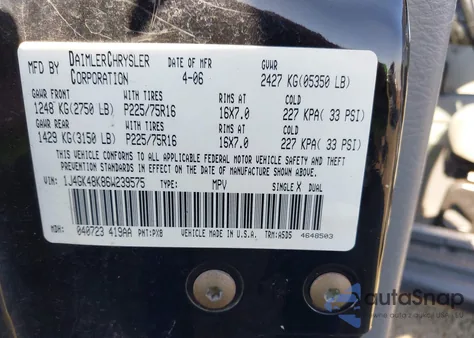 MFD BY DAIMLERCHRYSLER CORPORATION DATE OF MFR 4-06 GVWR 2427 KG(05350 LB)
GAWR FRONT WITH TIRES RIMS AT COLD
1248 KG(2750 LB) P225/75R16 16X7.0 227 KPA( 33 PSI)
GAWR REAR WITH TIRES RIMS AT COLD
1429 KG(3150 LB) P225/75R16 16X7.0 227 KPA( 33 PSI)
THIS VEHICLE CONFORMS TO ALL APPLICABLE FEDERAL MOTOR VEHICLE SAFETY AND THEFT
PREVENTION STANDARDS IN EFFECT ON THE DATE OF MANUFACTURE SHOWN ABOVE.
VIN: 1J4GK48K86W239575 TYPE: MPV SINGLE X DUAL
MDH: 040723 419AA PNT:PX8 VEHICLE MADE IN U.S.A. TRM:A5D5 4648503
autoSnap